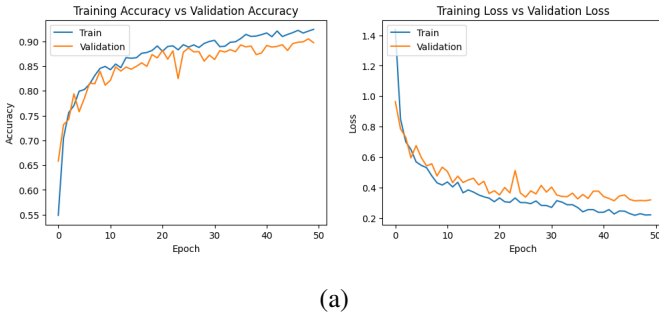 Training Accuracy vs Validation Accuracy
Train
Validation
Accuracy
0.90
0.85
0.80
0.75
0.70
0.65
0.60
0.55
0 10 20 30 40 50
Epoch
Training Loss vs Validation Loss
Train
Validation
Loss
1.4
1.2
1.0
0.8
0.6
0.4
0.2
0 10 20 30 40 50
Epoch
(a)